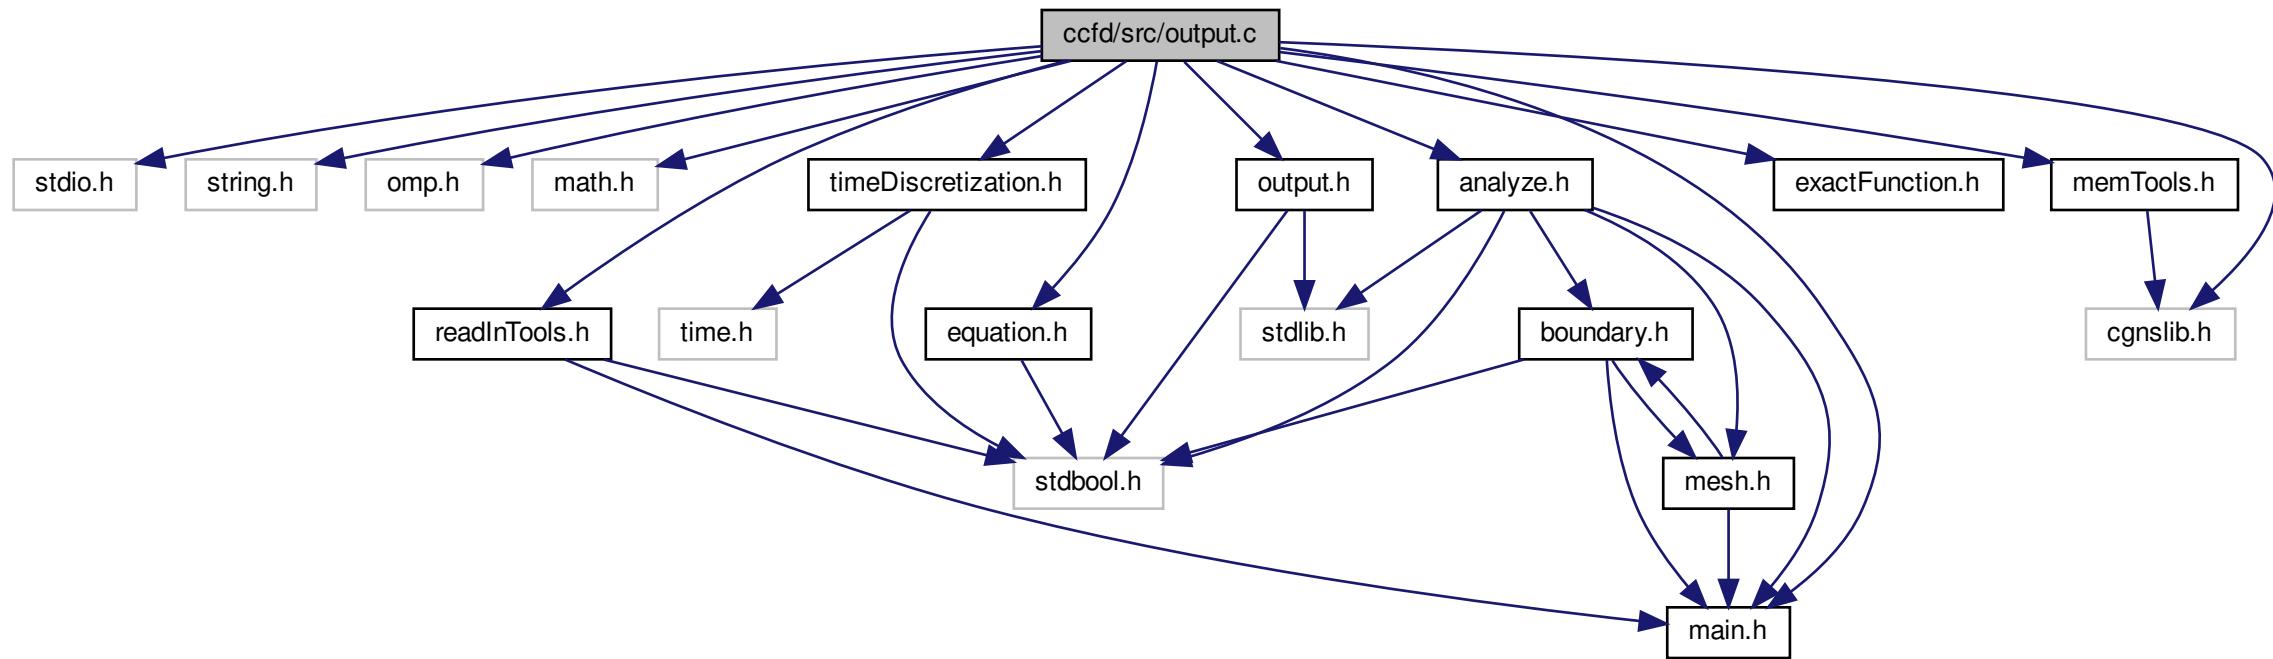 ccfd/src/output.c
stdio.h
string.h
omp.h
math.h
timeDiscretization.h
output.h
analyze.h
exactFunction.h
memTools.h
readInTools.h
time.h
equation.h
stdlib.h
boundary.h
cgnslib.h
stdbool.h
mesh.h
main.h